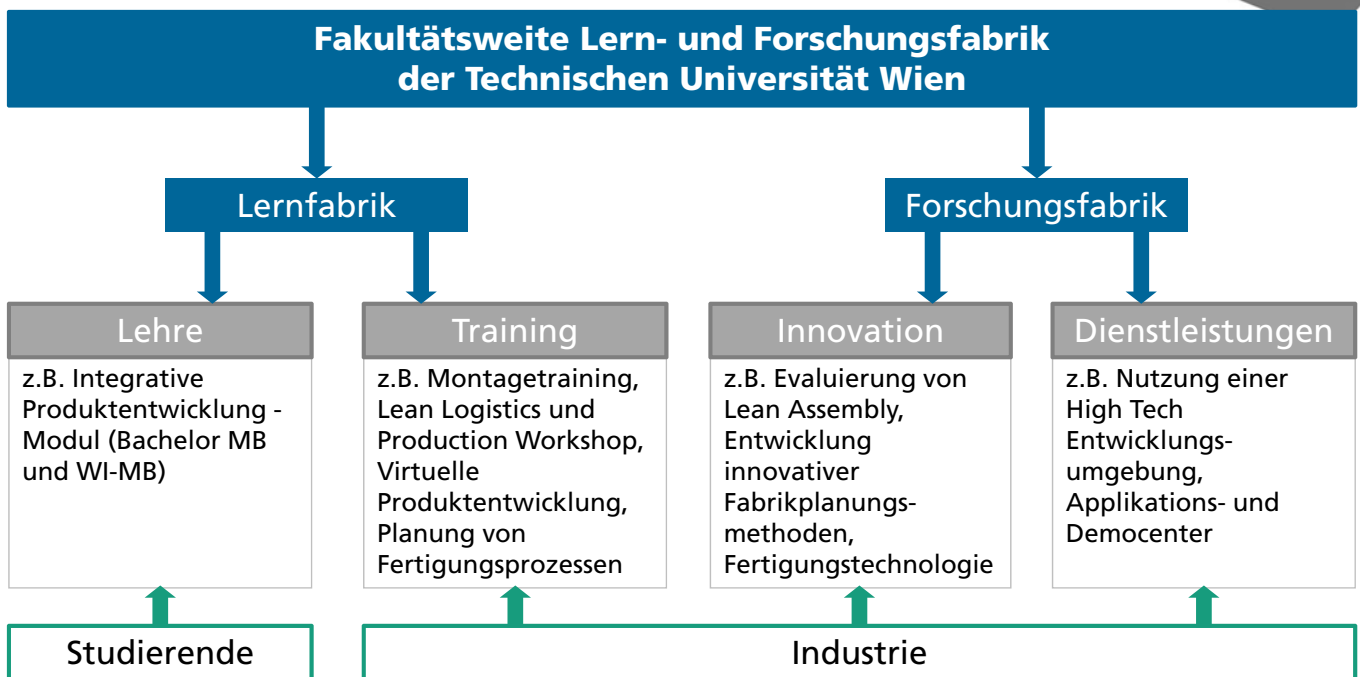 Fakultätsweite Lern- und Forschungsfabrik
der Technischen Universität Wien
Lernfabrik
Forschungsfabrik
Lehre
z.B. Integrative
Produktentwicklung -
Modul (Bachelor MB
und WI-MB)
Training
z.B. Montagetraining,
Lean Logistics und
Production Workshop,
Virtuelle
Produktentwicklung,
Planung von
Fertigungsprozessen
Innovation
z.B. Evaluierung von
Lean Assembly,
Entwicklung
innovativer
Fabrikplanungs-
methoden,
Fertigungstechnologie
Dienstleistungen
z.B. Nutzung einer
High Tech
Entwicklungs-
umgebung,
Applikations- und
Democenter
Studierende
Industrie